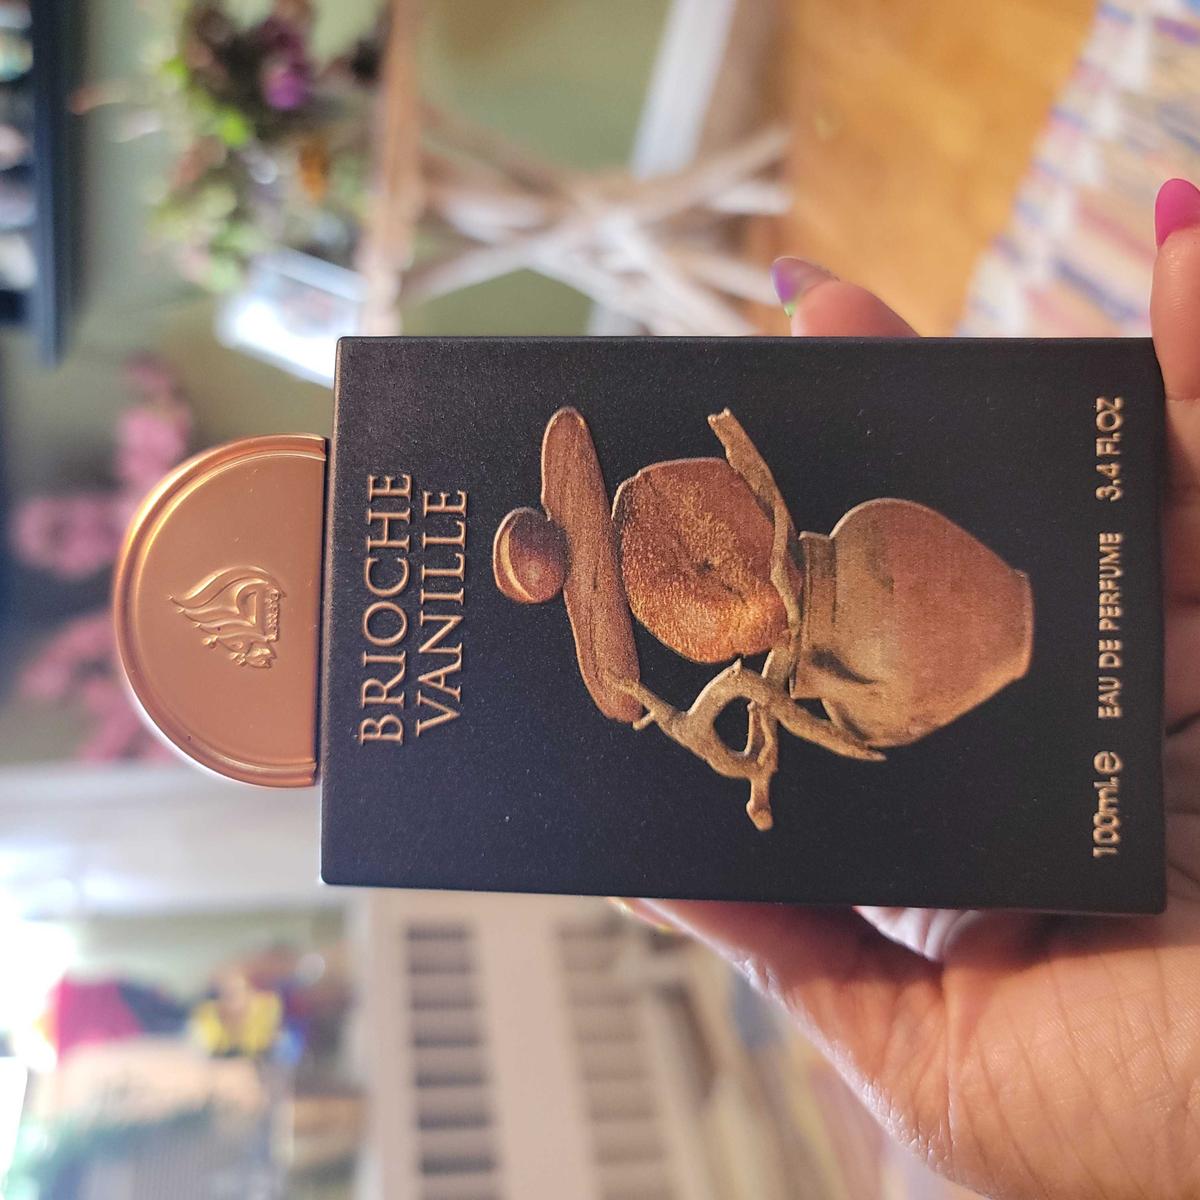 BRIOCHE
VANILLE
100ml.e EAU DE PERFUME 3.4 Fl.OZ